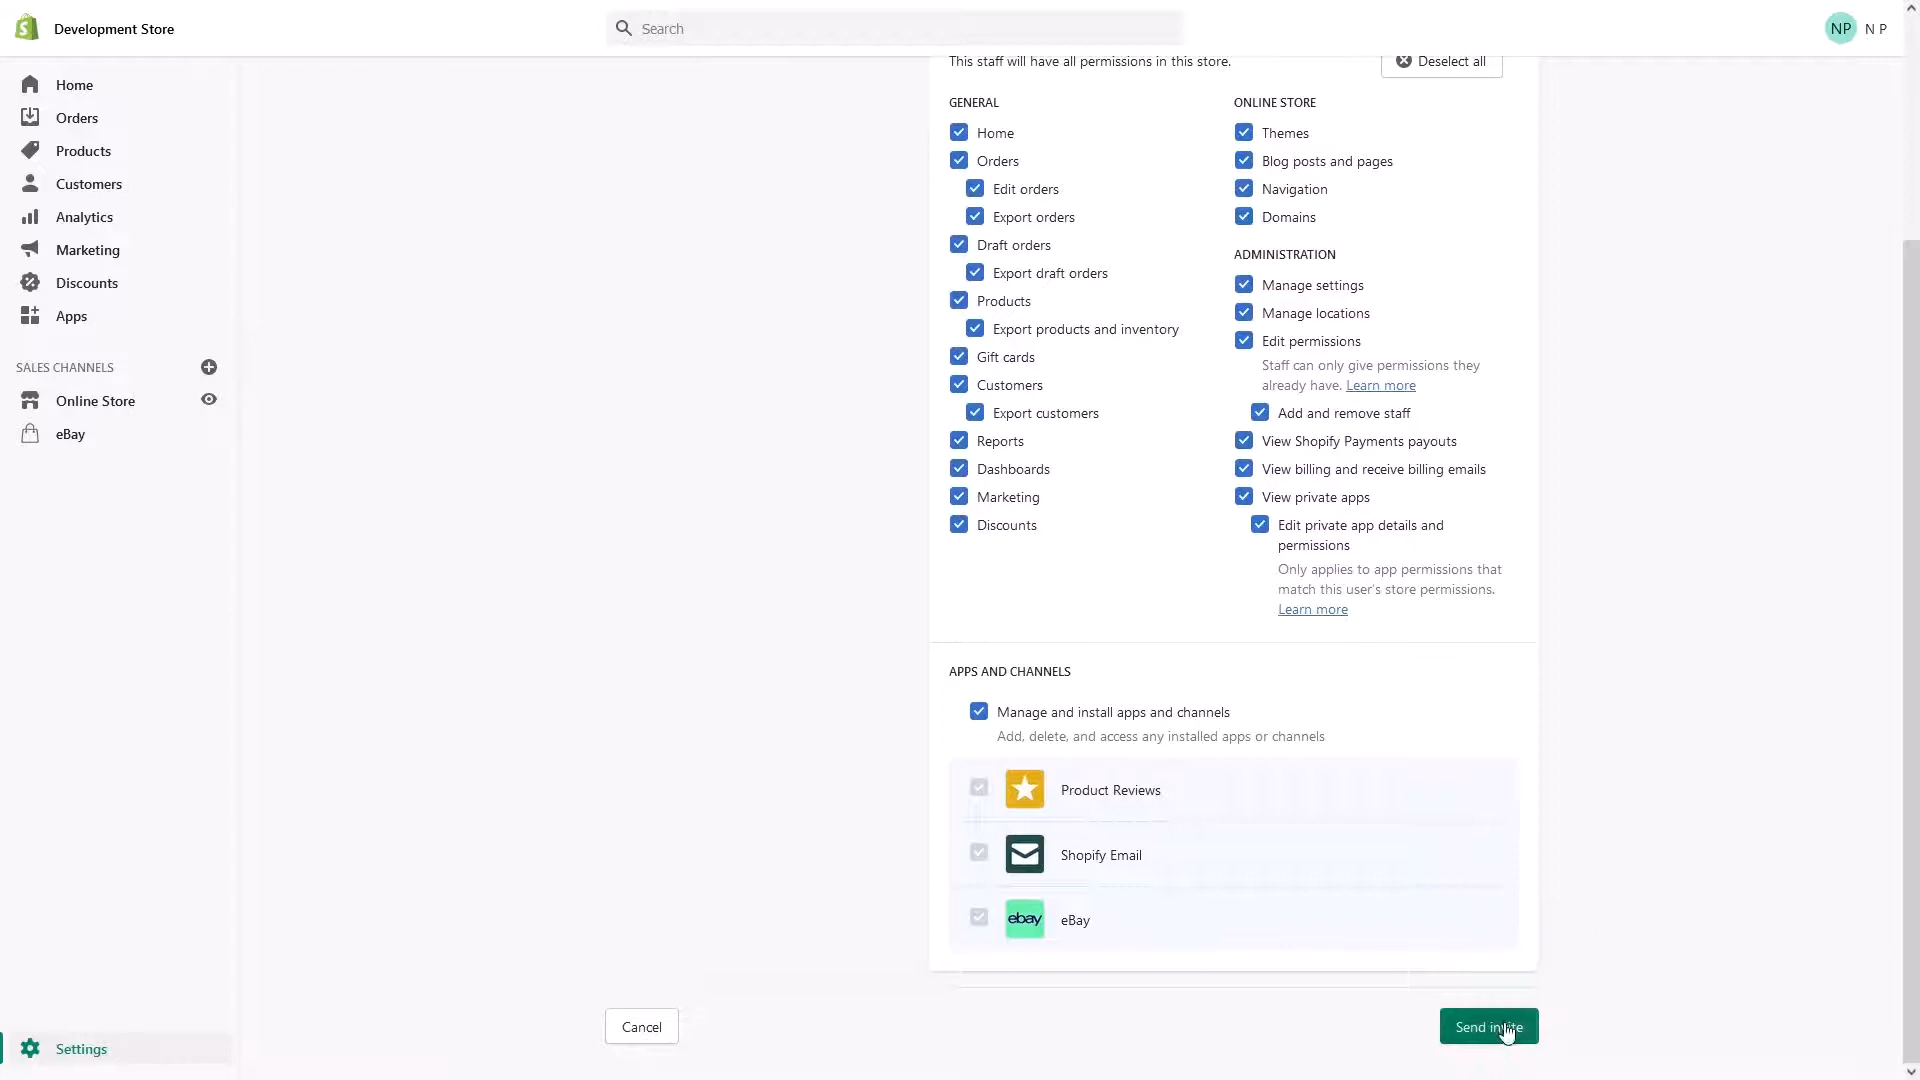 Development Store
Search
NP
N P
Home
Orders
Products
Customers
Analytics
Marketing
Discounts
Apps
SALES CHANNELS
Online Store
eBay
Settings
This staff will have all permissions in this store.
Deselect all
GENERAL
Home
Orders
Edit orders
Export orders
Draft orders
Export draft orders
Products
Export products and inventory
Gift cards
Customers
Export customers
Reports
Dashboards
Marketing
Discounts
ONLINE STORE
Themes
Blog posts and pages
Navigation
Domains
ADMINISTRATION
Manage settings
Manage locations
Edit permissions
Staff can only give permissions they
already have. Learn more
Add and remove staff
View Shopify Payments payouts
View billing and receive billing emails
View private apps
Edit private app details and
permissions
Only applies to app permissions that
match this user's store permissions.
Learn more
APPS AND CHANNELS
Manage and install apps and channels
Add, delete, and access any installed apps or channels
Product Reviews
Shopify Email
ebay
eBay
Cancel
Send invite